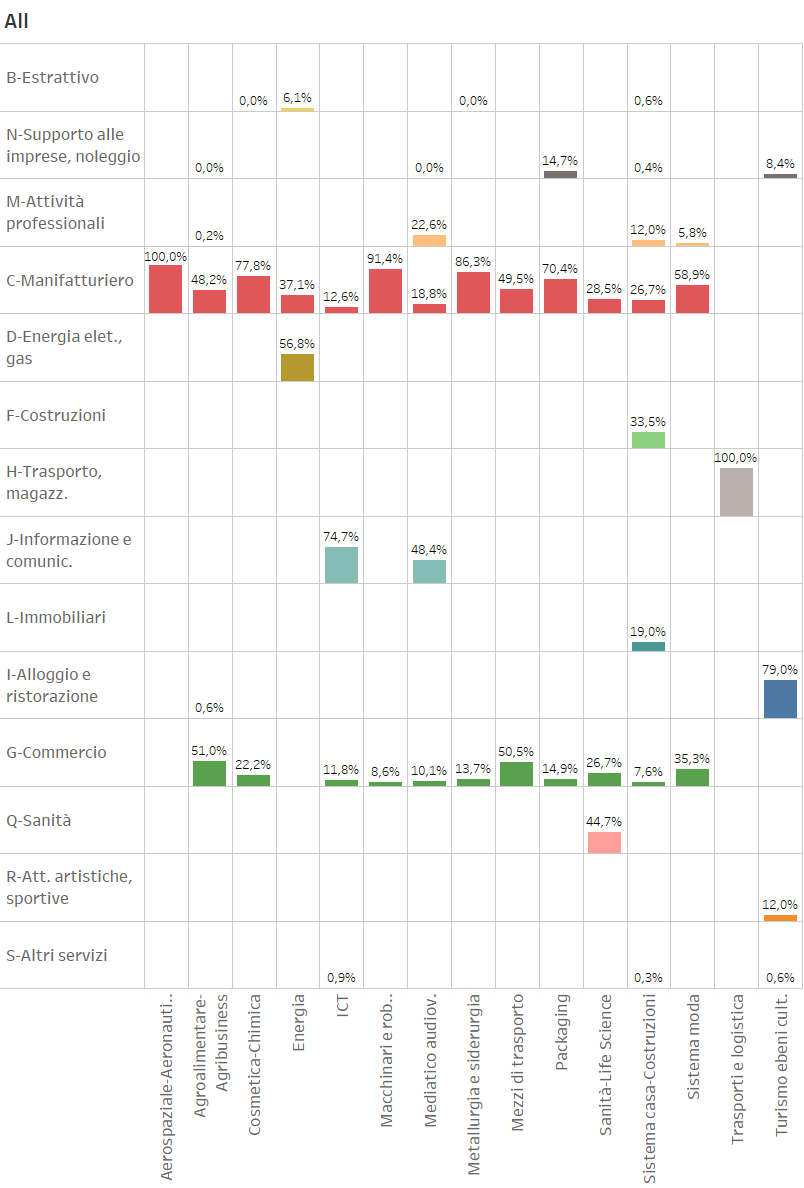 All
B-Estrattivo
0,0%
6,1%
0,0%
0,6%
N-Supporto alle
imprese, noleggio
0,0%
0,0%
14,7%
0,4%
8,4%
M-Attività
professionali
0,2%
22,6%
12,0%
5,8%
C-Manifatturiero
100,0%
48,2%
77,8%
37,1%
12,6%
91,4%
18,8%
86,3%
49,5%
70,4%
28,5%
26,7%
58,9%
D-Energia elet.,
gas
56,8%
F-Costruzioni
33,5%
H-Trasporto,
magazz.
100,0%
J-Informazione e
comunic.
74,7%
48,4%
L-Immobiliari
19,0%
I-Alloggio e
ristorazione
0,6%
79,0%
G-Commercio
51,0%
22,2%
11,8%
8,6%
10,1%
13,7%
50,5%
14,9%
26,7%
7,6%
35,3%
Q-Sanità
44,7%
R-Att. artistiche,
sportive
12,0%
S-Altri servizi
0,9%
0,3%
0,6%
Aerospaziale-Aeronauti..
Agroalimentare-
Agribusiness
Cosmetica-Chimica
Energia
ICT
Macchinari e rob..
Mediatico audiov.
Metallurgia e siderurgia
Mezzi di trasporto
Packaging
Sanità-Life Science
Sistema casa-Costruzioni
Sistema moda
Trasporti e logistica
Turismo ebeni cult.